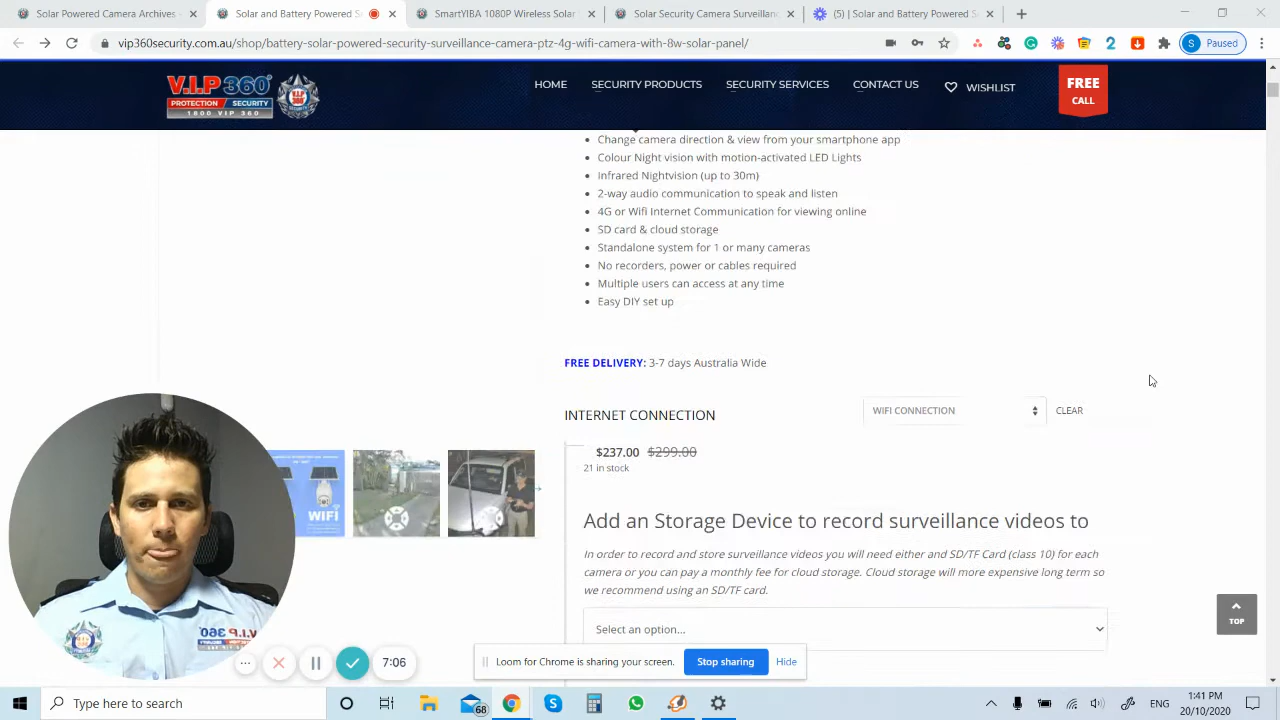 olar Powered Camera Archives
Solar and Battery Powered S
SmartYIBA 1080P Wireless Solar
Solar Security Camera Surveillanc
(5) | Solar and Battery Powered S
vip360security.com.au/shop/battery-solar-powered-security-surveillance-camera-ptz-4g-wifi-camera-with-8w-solar-panel/
2
S
Paused
V.I.P 360°
PROTECTION SECURITY
1800 VIP 360
HOME
SECURITY PRODUCTS
SECURITY SERVICES
CONTACT US
WISHLIST
FREE
CALL
• Change camera direction & view from your smartphone app
• Colour Night vision with motion-activated LED Lights
• Infrared Nightvision (up to 30m)
• 2-way audio communication to speak and listen
• 4G or Wifi Internet Communication for viewing online
• SD card & cloud storage
• Standalone system for 1 or many cameras
• No recorders, power or cables required
• Multiple users can access at any time
• Easy DIY set up
FREE DELIVERY: 3-7 days Australia Wide
INTERNET CONNECTION
WIFI CONNECTION
CLEAR
$237.00 $299.00
21 in stock
WIFI
Add an Storage Device to record surveillance videos to
In order to record and store surveillance videos you will need either and SD/TF Card (class 10) for each
camera or you can pay a monthly fee for cloud storage. Cloud storage will more expensive long term so
we recommend using an SD/TF card.
Select an option...
TOP
7:06
Loom for Chrome is sharing your screen.
Stop sharing
Hide
Type here to search
68
ENG
1:41 PM
20/10/2020